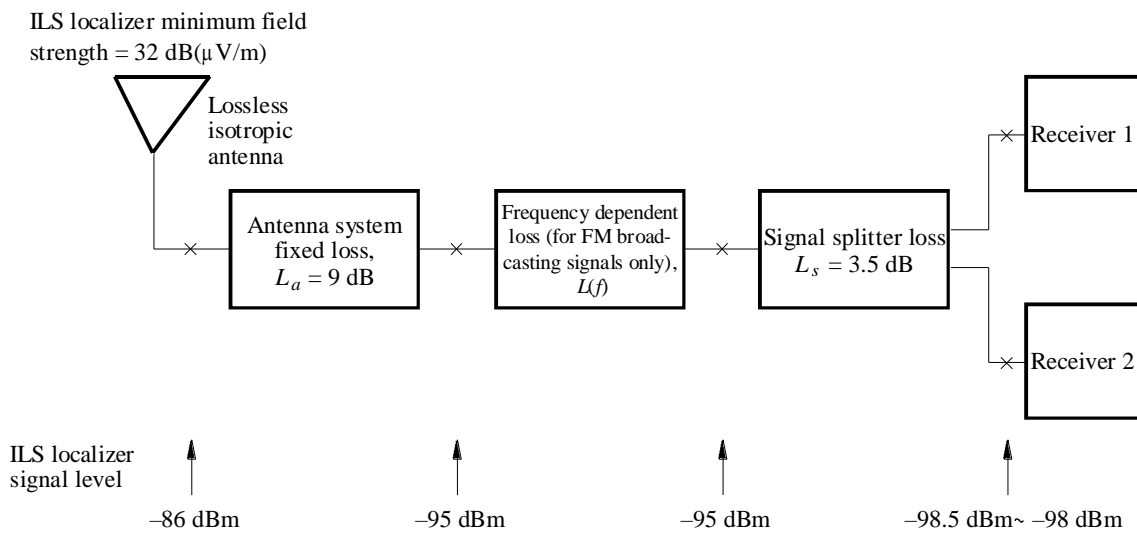 ILS localizer minimum field
strength = 32 dB(µV/m)
Lossless
isotropic
antenna
Antenna system
fixed loss,
Lₐ = 9 dB
Frequency dependent
loss (for FM broad-
casting signals only),
L(f)
Signal splitter loss
Lₛ = 3.5 dB
Receiver 1
Receiver 2
ILS localizer
signal level
–86 dBm
–95 dBm
–95 dBm
–98.5 dBm~ –98 dBm